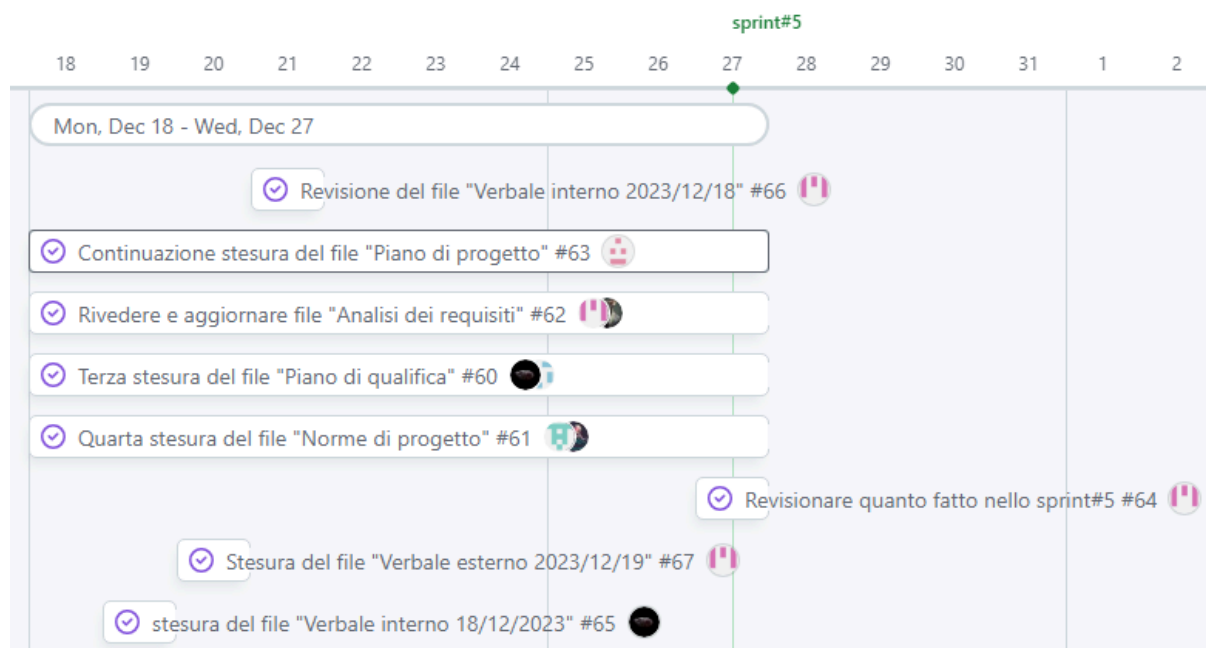 sprint#5
18 19 20 21 22 23 24 25 26 27 28 29 30 31 1 2
Mon, Dec 18 - Wed, Dec 27
Revisione del file "Verbale interno 2023/12/18" #66
Continuazione stesura del file "Piano di progetto" #63
Rivedere e aggiornare file "Analisi dei requisiti" #62
Terza stesura del file "Piano di qualifica" #60
Quarta stesura del file "Norme di progetto" #61
Revisionare quanto fatto nello sprint#5 #64
Stesura del file "Verbale esterno 2023/12/19" #67
stesura del file "Verbale interno 18/12/2023" #65